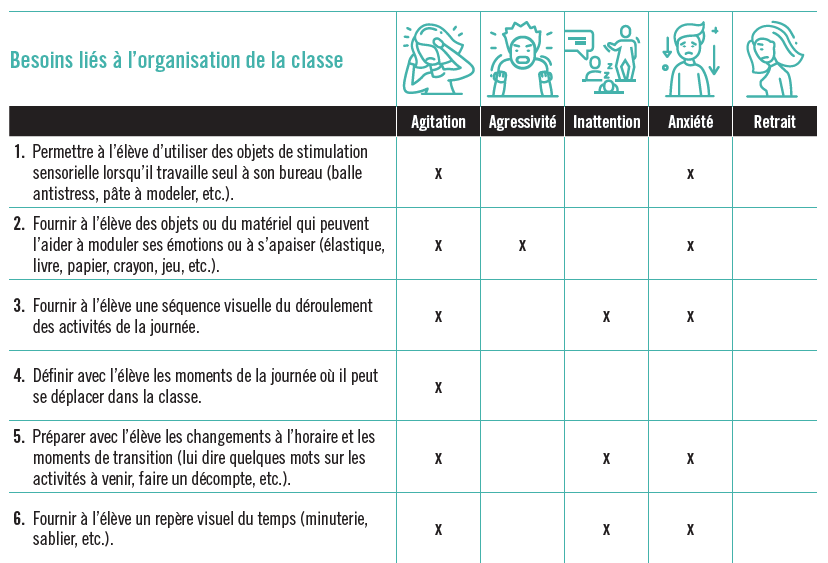 Besoins liés à l'organisation de la classe
Agitation Agressivité Inattention Anxiété Retrait
1. Permettre à l'élève d'utiliser des objets de stimulation
sensorielle lorsqu'il travaille seul à son bureau (balle
antistress, pâte à modeler, etc.).
X X
2. Fournir à l'élève des objets ou du matériel qui peuvent
l'aider à moduler ses émotions ou à s'apaiser (élastique,
livre, papier, crayon, jeu, etc.).
X X X
3. Fournir à l'élève une séquence visuelle du déroulement
des activités de la journée.
X X X
4. Définir avec l'élève les moments de la journée où il peut
se déplacer dans la classe.
X
5. Préparer avec l'élève les changements à l'horaire et les
moments de transition (lui dire quelques mots sur les
activités à venir, faire un décompte, etc.).
X X X
6. Fournir à l'élève un repère visuel du temps (minuterie,
sablier, etc.).
X X X